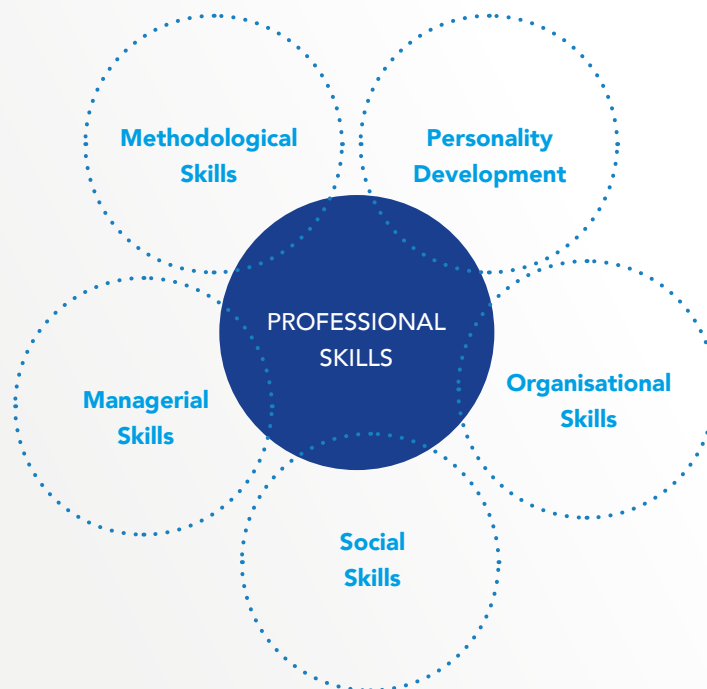 Methodological
Skills
Personality
Development
PROFESSIONAL
SKILLS
Managerial
Skills
Organisational
Skills
Social
Skills